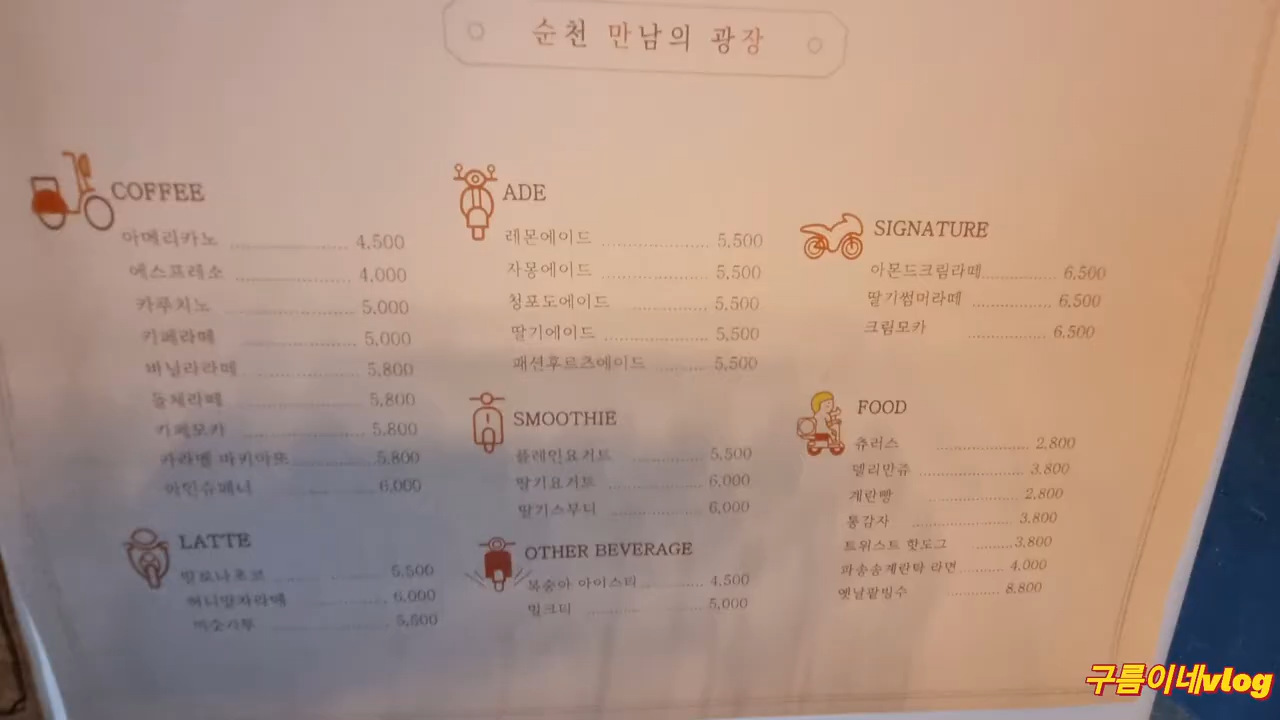 순천 만남의 광장
COFFEE
아메리카노 4,500
에스프레소 4,000
카푸치노 5,000
카페라떼 5,000
바닐라라떼 5,800
돌체라떼 5,800
카페모카 5,800
카라멜 마키아또 5,800
아인슈페너 6,000
LATTE
발로나초코 5,500
허니말차라떼 6,000
미숫가루 5,500
ADE
레몬에이드 5,500
자몽에이드 5,500
청포도에이드 5,500
딸기에이드 5,500
패션후르츠에이드 5,500
SMOOTHIE
플레인요거트 5,500
딸기요거트 6,000
딸기스무디 6,000
OTHER BEVERAGE
복숭아 아이스티 4,500
밀크티 5,000
SIGNATURE
아몬드크림라떼 6,500
딸기썸머라떼 6,500
크림모카 6,500
FOOD
츄러스 2,800
델리만쥬 3,800
계란빵 2,800
통감자 3,800
트위스트 핫도그 3,800
파송송계란탁 라면 4,000
옛날팥빙수 8,800
구름이네vlog